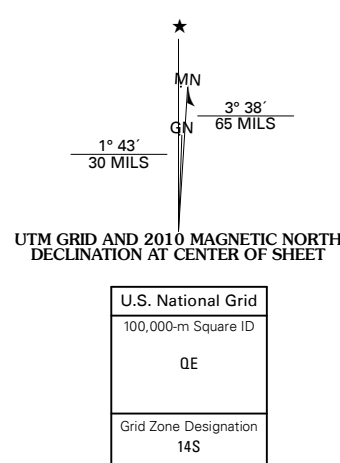 MN
3° 38´
65 MILS
GN
1° 43´
30 MILS
UTM GRID AND 2010 MAGNETIC NORTH
DECLINATION AT CENTER OF SHEET
U.S. National Grid
100,000-m Square ID
QE
Grid Zone Designation
14S